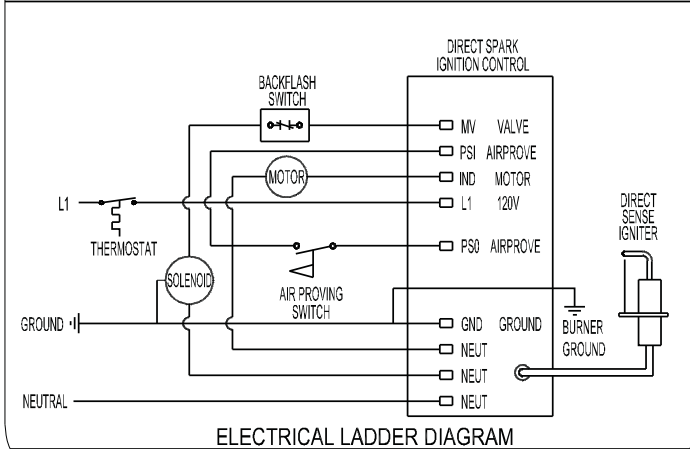 DIRECT SPARK
IGNITION CONTROL
BACKFLASH
SWITCH
MV VALVE
PSI AIRPROVE
MOTOR
IND MOTOR
L1
L1 120V
THERMOSTAT
DIRECT
SENSE
IGNITER
PSO AIRPROVE
SOLENOID
AIR PROVING
SWITCH
GROUND
GND GROUND
BURNER
GROUND
NEUT
NEUT
NEUTRAL
NEUT
ELECTRICAL LADDER DIAGRAM